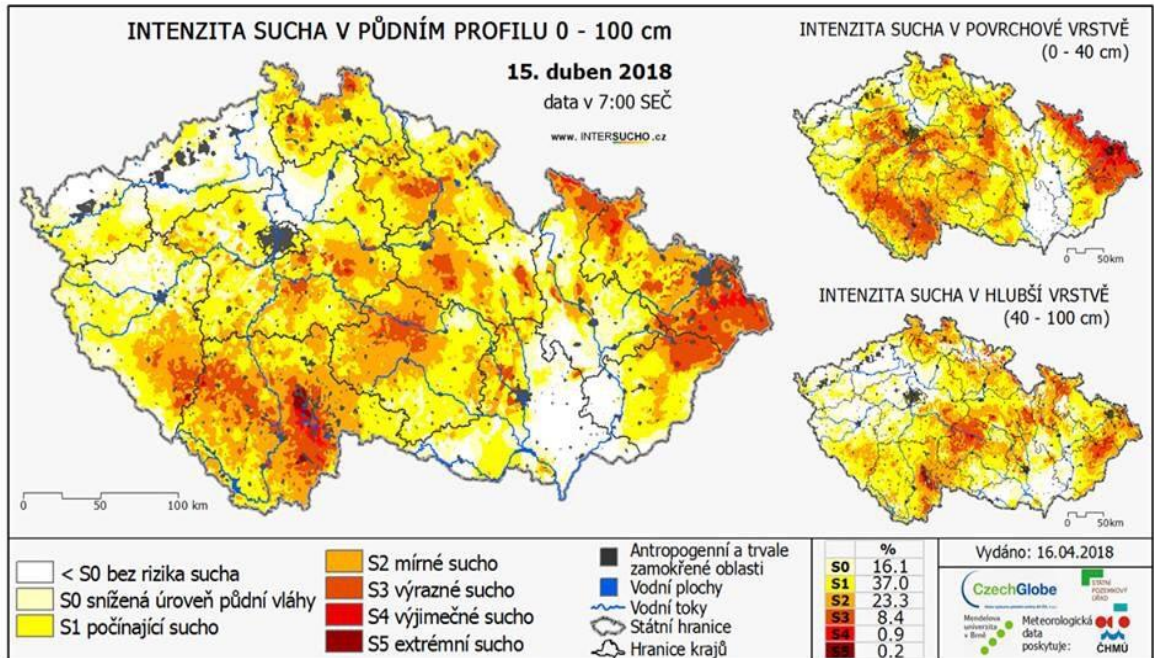 INTENZITA SUCHA V PŮDNÍM PROFILU 0 - 100 cm
15. duben 2018
data v 7:00 SEČ
www. INTERSUCHO .cz
INTENZITA SUCHA V POVRCHOVÉ VRSTVĚ
(0 - 40 cm)
0 50km
INTENZITA SUCHA V HLUBŠÍ VRSTVĚ
(40 - 100 cm)
0 50km
0 50 100 km
< S0 bez rizika sucha
S0 snížená úroveň půdní vláhy
S1 počínající sucho
S2 mírné sucho
S3 výrazné sucho
S4 výjimečné sucho
S5 extrémní sucho
Antropogenní a trvale
zamokřené oblasti
Vodní plochy
Vodní toky
Státní hranice
Hranice krajů
%
S0 16.1
S1 37.0
S2 23.3
S3 8.4
S4 0.9
S5 0.2
Vydáno: 16.04.2018
CzechGlobe
STÁTNÍ
POZEMKOVÝ
ÚŘAD
Mendelova
univerzita
v Brně
Meteorologická
data
poskytuje:
ČHMÚ